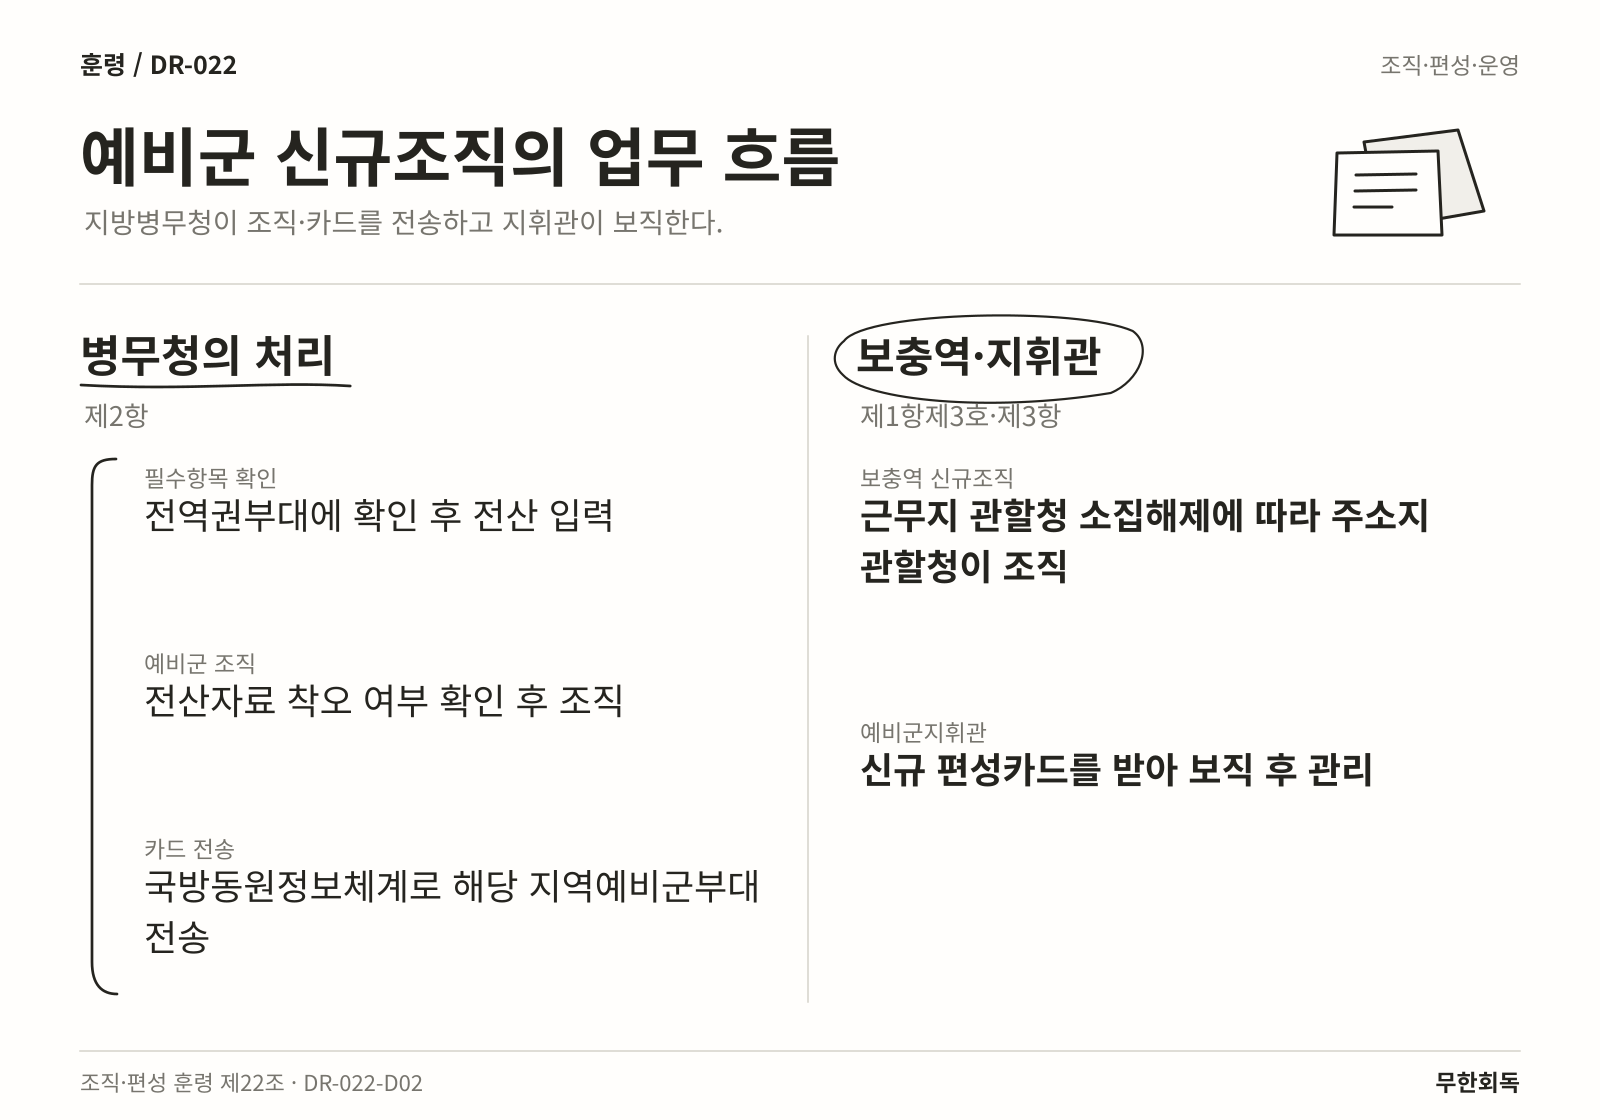 훈령 / DR-022
조직·편성·운영
예비군 신규조직의 업무 흐름
지방병무청이 조직·카드를 전송하고 지휘관이 보직한다.
병무청의 처리
제2항
필수항목 확인
전역권부대에 확인 후 전산 입력
예비군 조직
전산자료 착오 여부 확인 후 조직
카드 전송
국방동원정보체계로 해당 지역예비군부대
전송
보충역·지휘관
제1항제3호·제3항
보충역 신규조직
근무지 관할청 소집해제에 따라 주소지
관할청이 조직
예비군지휘관
신규 편성카드를 받아 보직 후 관리
조직·편성 훈령 제22조 · DR-022-D02
무한회독